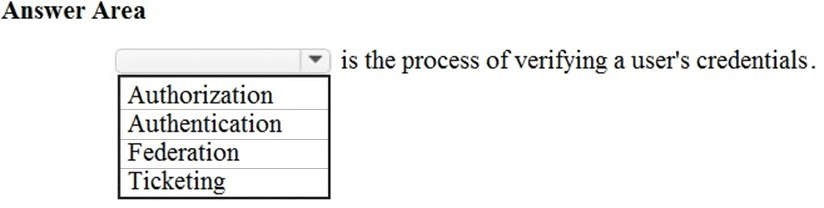 Answer Area
is the process of verifying a user's credentials.
Authorization
Authentication
Federation
Ticketing